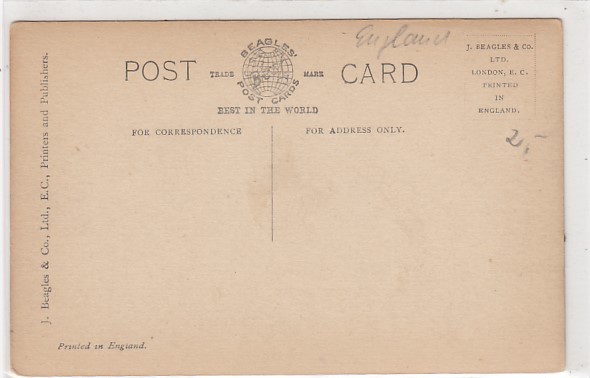 England
BEAGLES'
POST CARD
TRADE MARK
POST CARDS
BEST IN THE WORLD
J. BEAGLES & CO.
LTD.
LONDON, E. C.
PRINTED
IN
ENGLAND.
FOR CORRESPONDENCE
FOR ADDRESS ONLY.
2,-
J. Beagles & Co., Ltd., E.C., Printers and Publishers.
Printed in England.